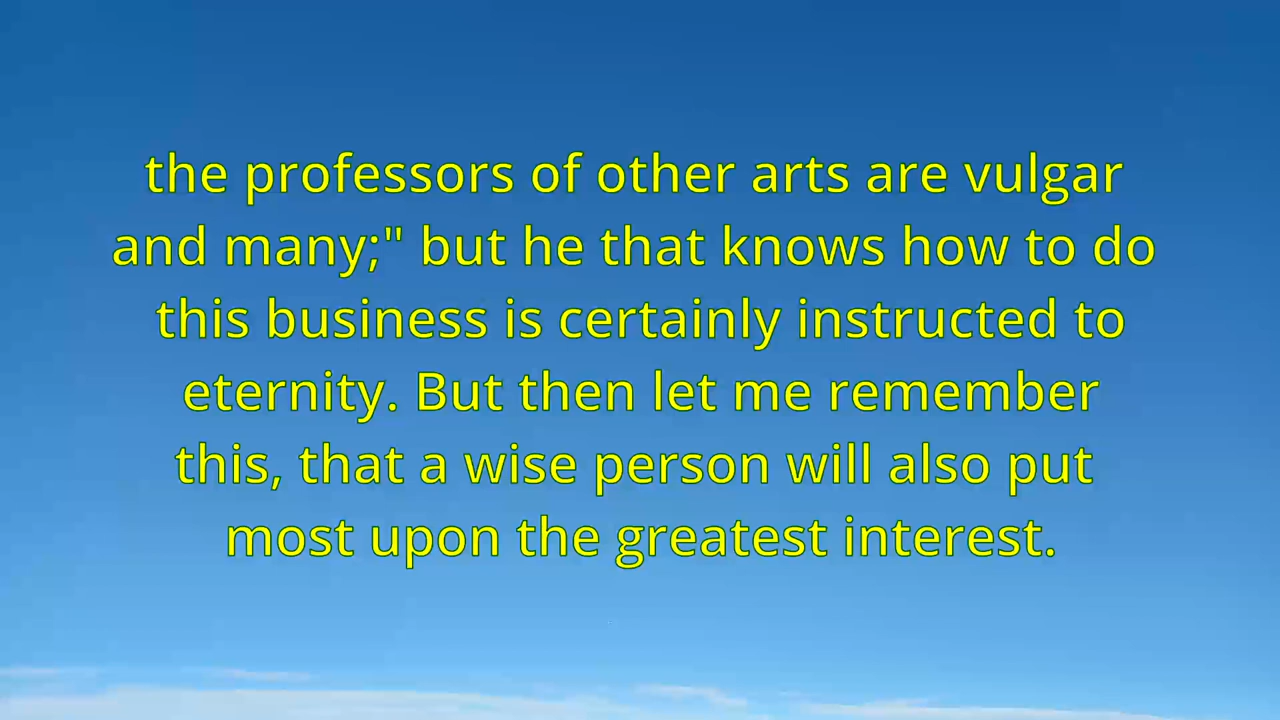 the professors of other arts are vulgar
and many;" but he that knows how to do
this business is certainly instructed to
eternity. But then let me remember
this, that a wise person will also put
most upon the greatest interest.